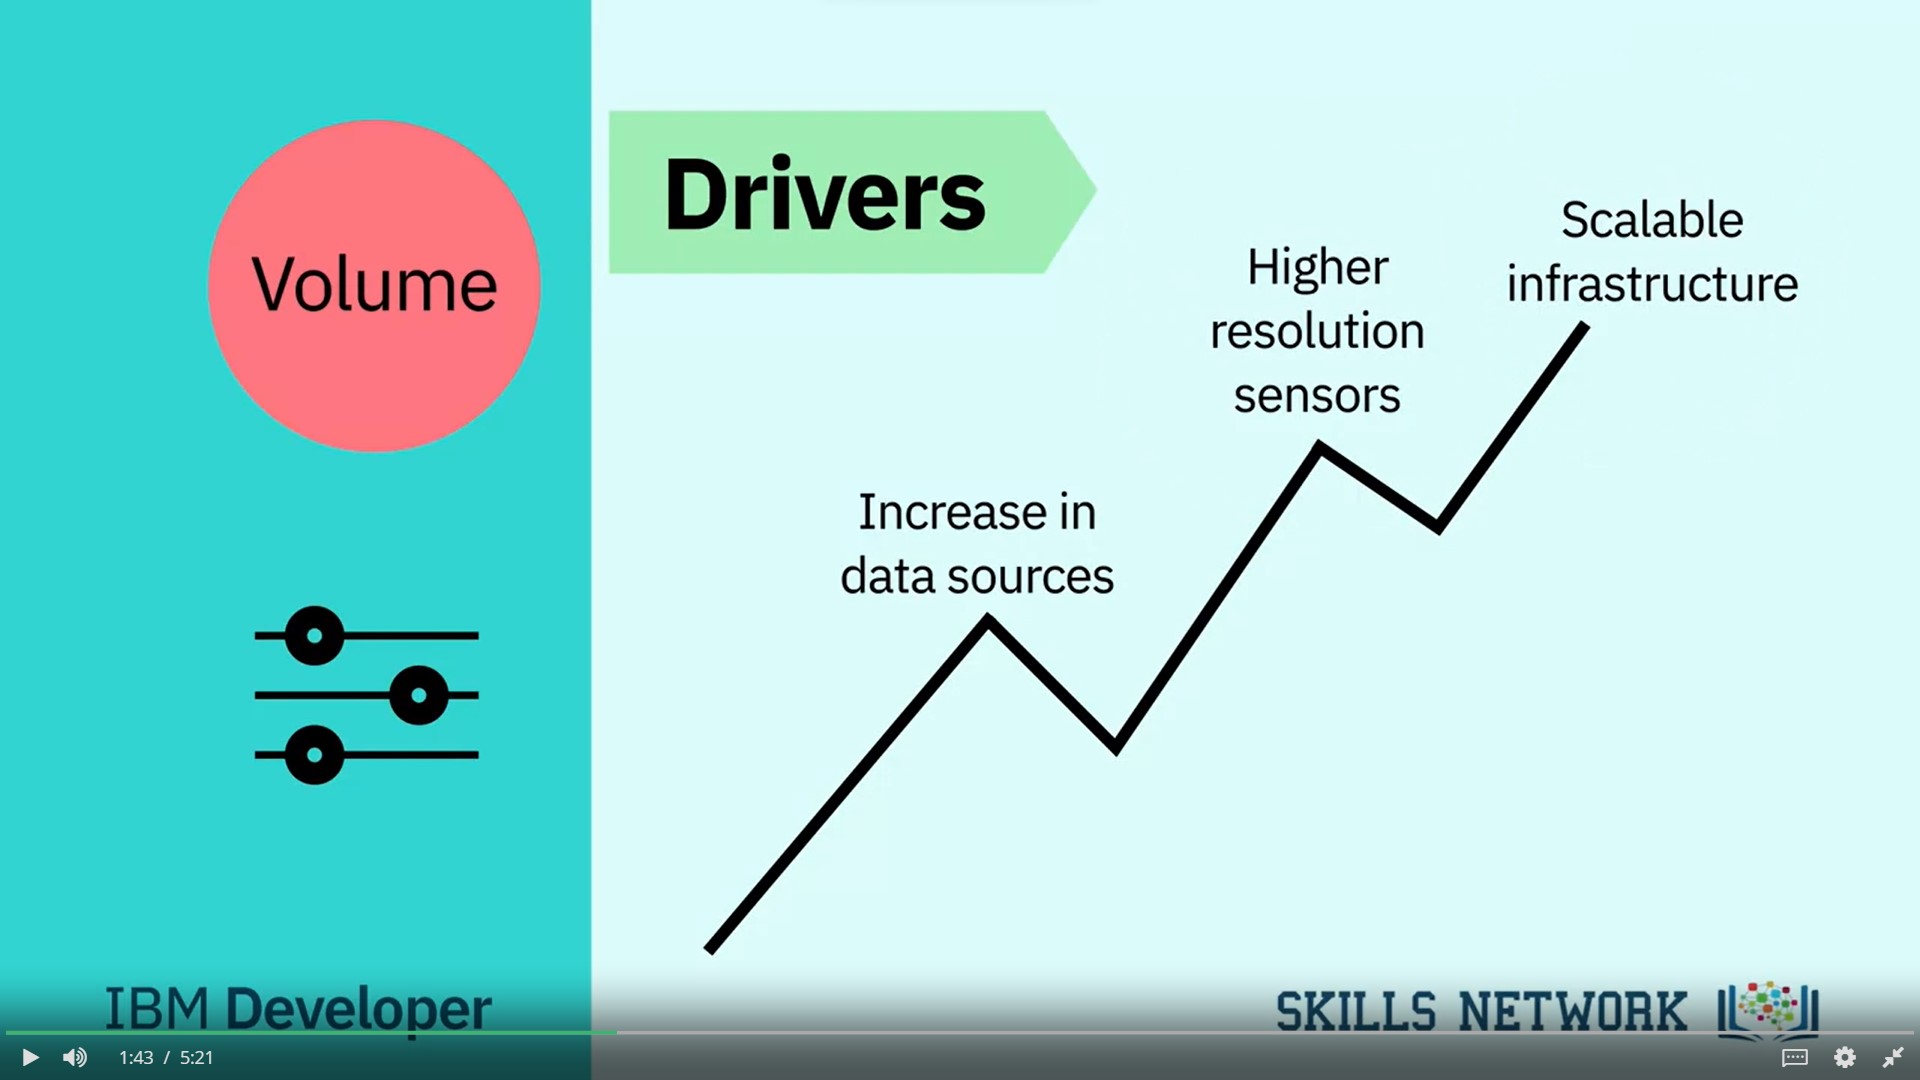 Volume
Drivers
Increase in
data sources
Higher
resolution
sensors
Scalable
infrastructure
IBM Developer
SKILLS NETWORK
1:43 / 5:21